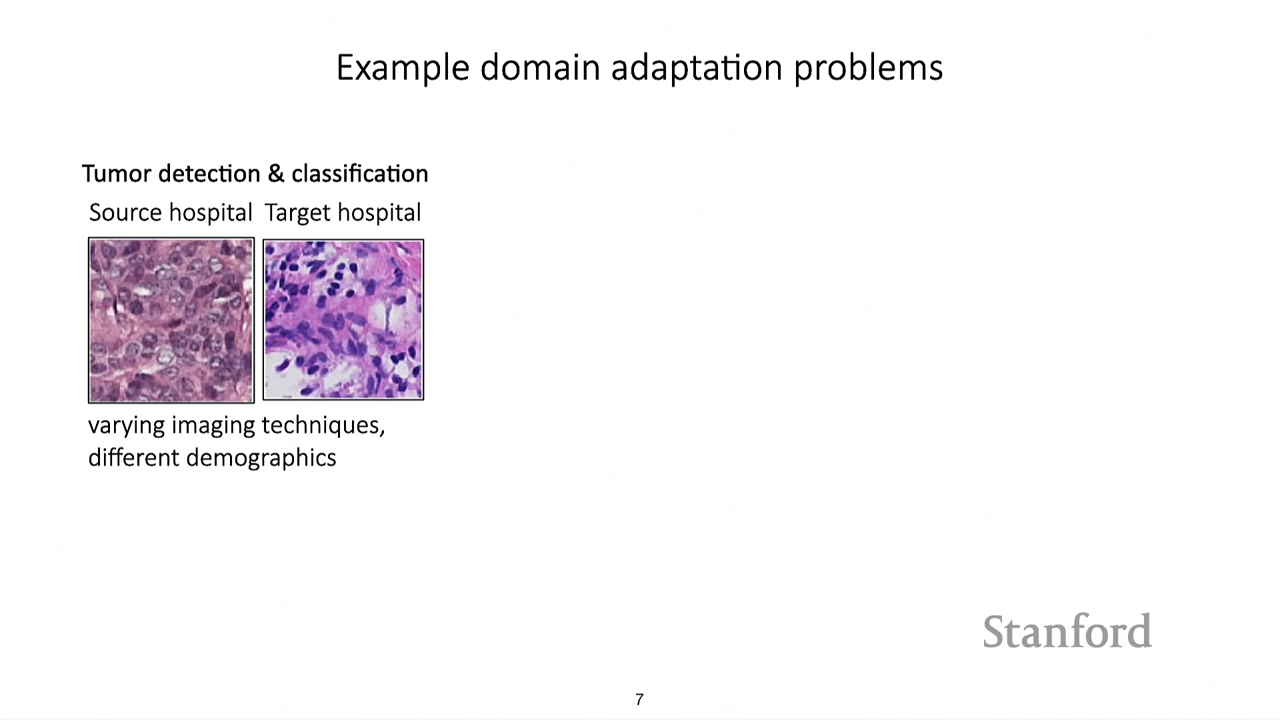 Example domain adaptation problems
Tumor detection & classification
Source hospital Target hospital
varying imaging techniques,
different demographics
Stanford
7